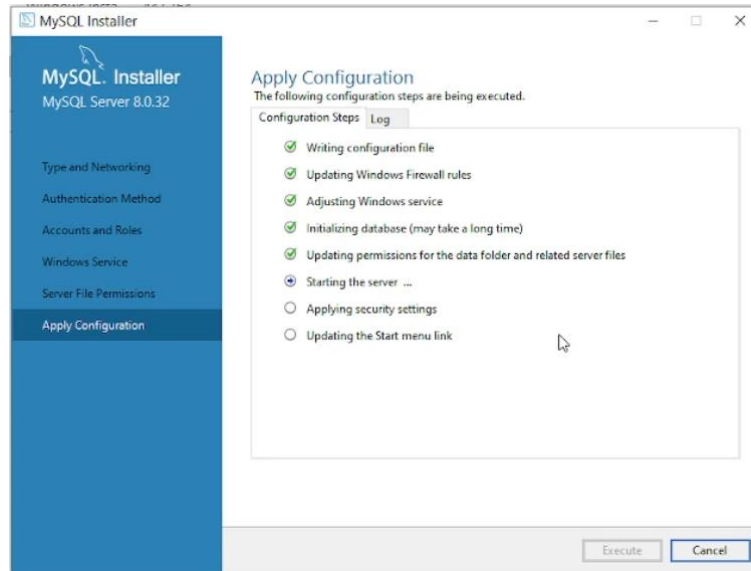 MySQL Installer
MySQL. Installer
MySQL Server 8.0.32
Type and Networking
Authentication Method
Accounts and Roles
Windows Service
Server File Permissions
Apply Configuration
Apply Configuration
The following configuration steps are being executed.
Configuration Steps Log
Writing configuration file
Updating Windows Firewall rules
Adjusting Windows service
Initializing database (may take a long time)
Updating permissions for the data folder and related server files
Starting the server ...
Applying security settings
Updating the Start menu link
Execute Cancel